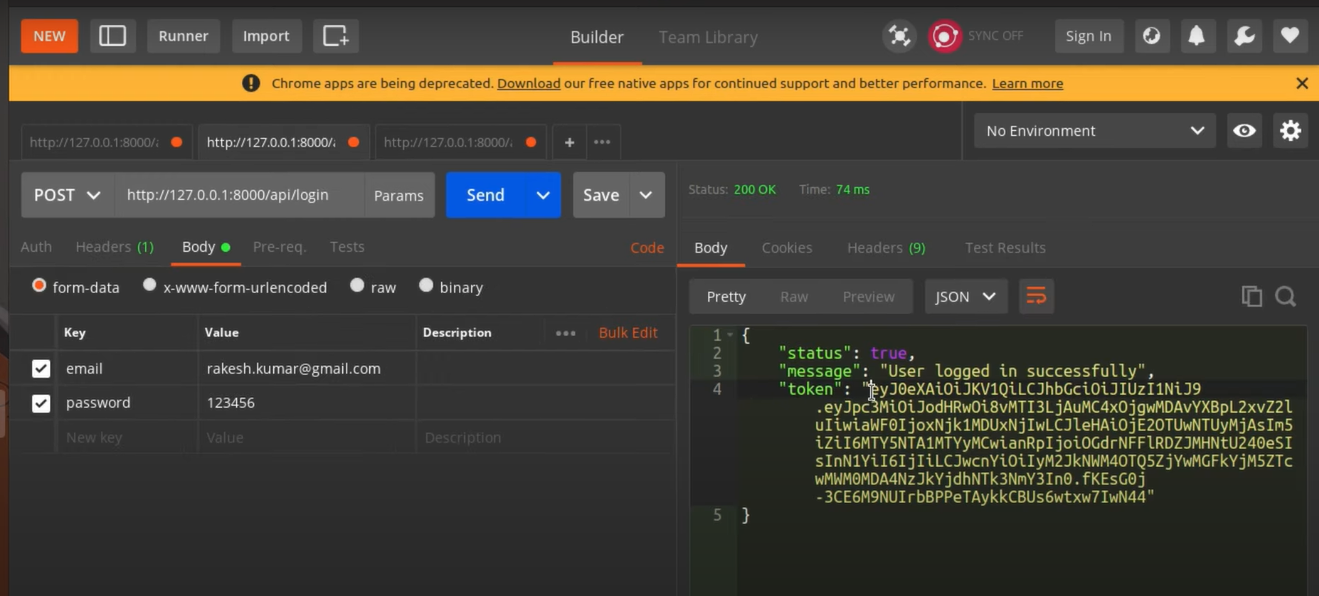 NEW Runner Import Builder Team Library SYNC OFF Sign In
Chrome apps are being deprecated. Download our free native apps for continued support and better performance. Learn more
http://127.0.0.1:8000/ http://127.0.0.1:8000/ http://127.0.0.1:8000/ + ••• No Environment
POST http://127.0.0.1:8000/api/login Params Send Save
Status: 200 OK Time: 74 ms
Auth Headers (1) Body Pre-req. Tests Code
Body Cookies Headers (9) Test Results
form-data x-www-form-urlencoded raw binary
Pretty Raw Preview JSON
Key Value Description ••• Bulk Edit
email rakesh.kumar@gmail.com
password 123456
New key Value Description
1 {
2 "status": true,
3 "message": "User logged in successfully",
4 "token": "eyJ0eXAiOiJKV1QiLCJhbGciOiJIUzI1NiJ9
.eyJpc3MiOiJodHRwOi8vMTI3LjAuMC4xOjgwMDAvYXBpL2xvZ2l
uIiwiaWF0IjoxNjk1MDUxNjIwLCJleHAiOjE2OTUwNTUyMjAsIm5
iZiI6MTY5NTA1MTYyMCwianRpIjoiOGdrNFFlRDZJMHNtU240eSI
sInN1YiI6IjIiLCJwcnYiOiIyM2JkNWM4OTQ5ZjYwMGFkYjM5ZTc
wMWM0MDA4NzJkYjdhNTk3NmY3In0.fKEsG0j
-3CE6M9NUIrbBPPeTAykkCBUs6wtxw7IwN44"
5 }